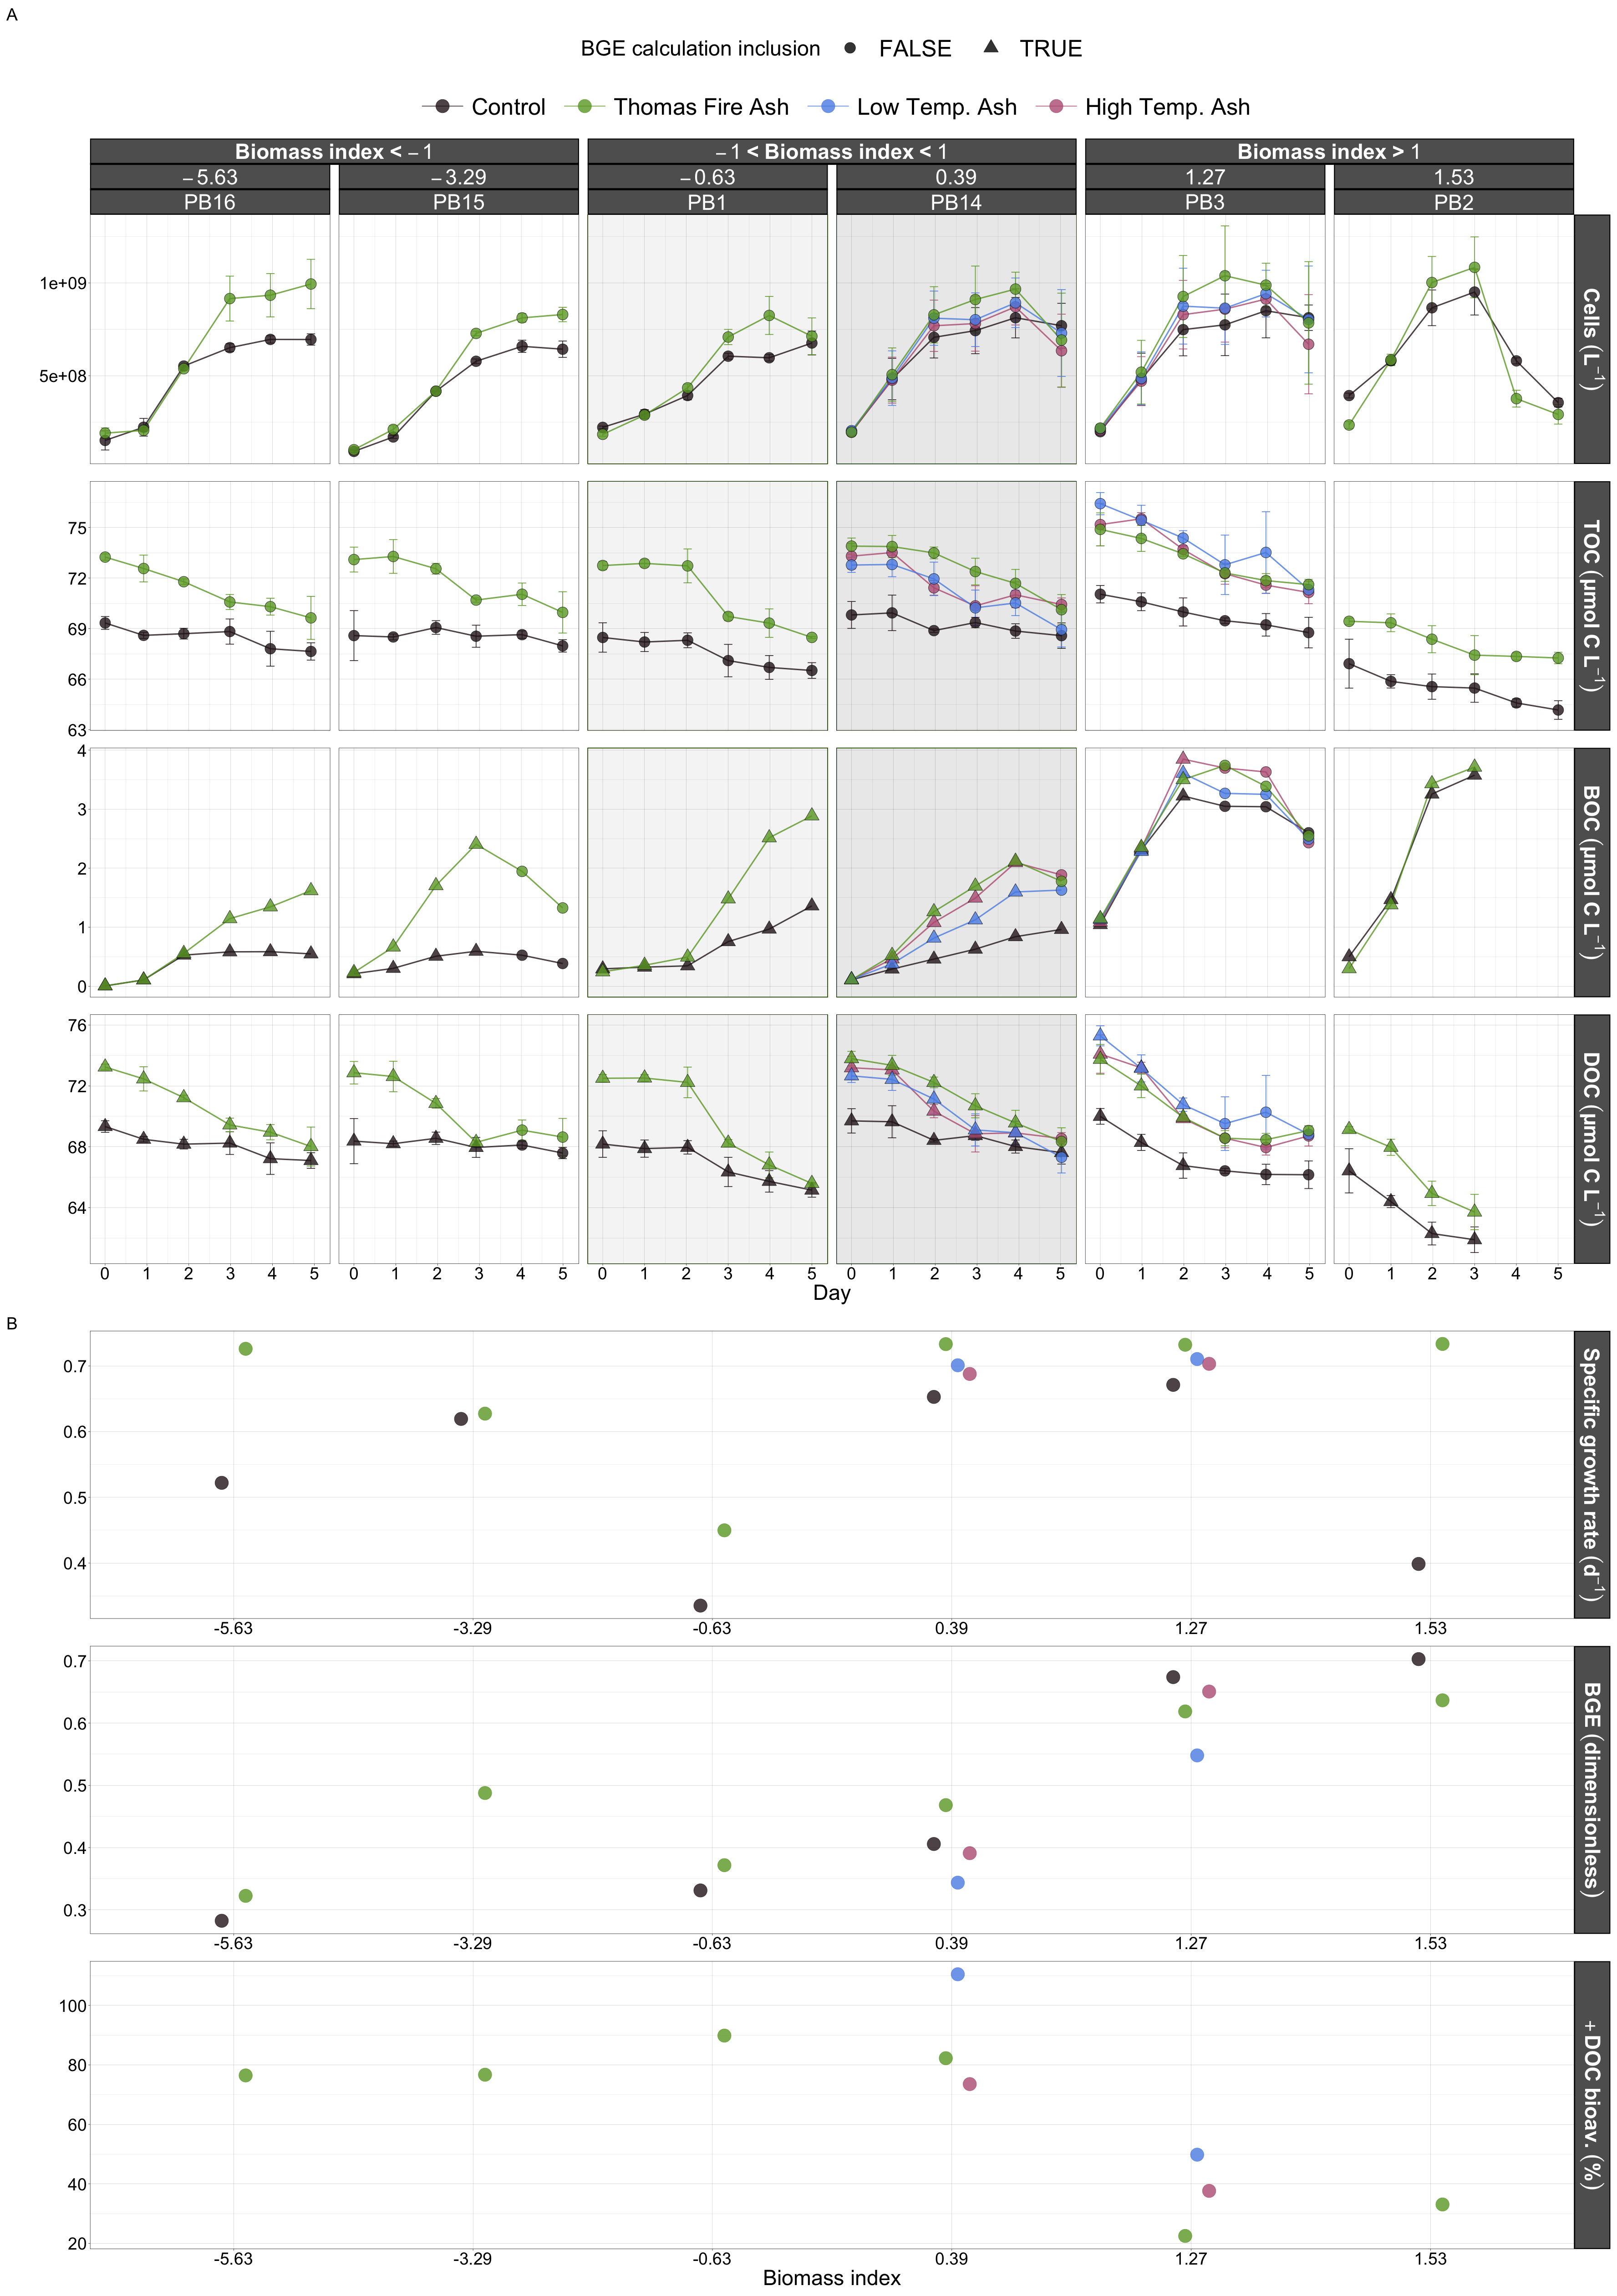 A
BGE calculation inclusion FALSE TRUE
Control Thomas Fire Ash Low Temp. Ash High Temp. Ash
Biomass index < −1 −1 < Biomass index < 1 Biomass index > 1
−5.63 −3.29 −0.63 0.39 1.27 1.53
PB16 PB15 PB1 PB14 PB3 PB2
1e+09
5e+08
Cells (L⁻¹)
75
72
69
66
63
TOC (μmol C L⁻¹)
4
3
2
1
0
BOC (μmol C L⁻¹)
76
72
68
64
DOC (μmol C L⁻¹)
0 1 2 3 4 5 0 1 2 3 4 5 0 1 2 3 4 5 0 1 2 3 4 5 0 1 2 3 4 5 0 1 2 3 4 5
Day
B
0.7
0.6
0.5
0.4
Specific growth rate (d⁻¹)
-5.63 -3.29 -0.63 0.39 1.27 1.53
0.7
0.6
0.5
0.4
0.3
BGE (dimensionless)
-5.63 -3.29 -0.63 0.39 1.27 1.53
100
80
60
40
20
+DOC bioav. (%)
-5.63 -3.29 -0.63 0.39 1.27 1.53
Biomass index